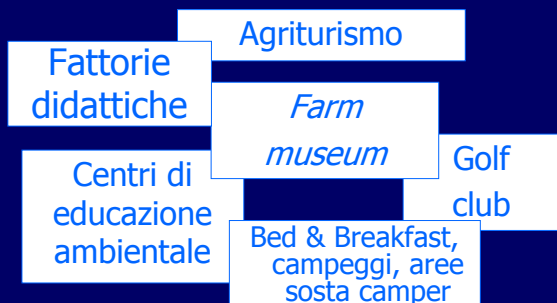 Agriturismo
Fattorie
didattiche
Farm
museum
Golf
club
Centri di
educazione
ambientale
Bed & Breakfast,
campeggi, aree
sosta camper